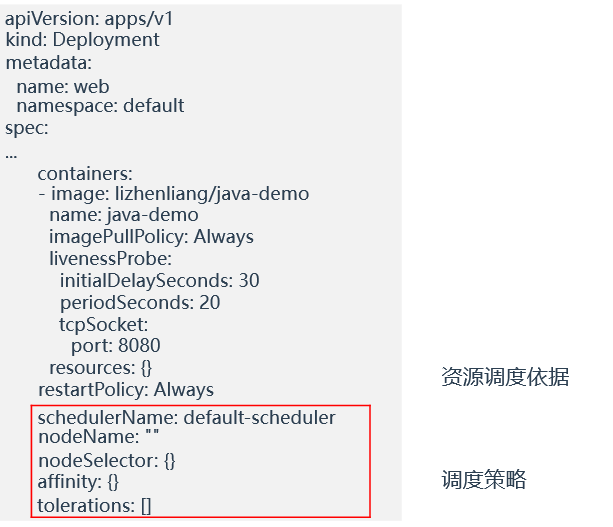 apiVersion: apps/v1
kind: Deployment
metadata:
  name: web
  namespace: default
spec:
...
      containers:
      - image: lizhenliang/java-demo
        name: java-demo
        imagePullPolicy: Always
        livenessProbe:
          initialDelaySeconds: 30
          periodSeconds: 20
          tcpSocket:
            port: 8080
        resources: {}
资源调度依据
      restartPolicy: Always
      schedulerName: default-scheduler
      nodeName: ""
      nodeSelector: {}
      affinity: {}
调度策略
      tolerations: []